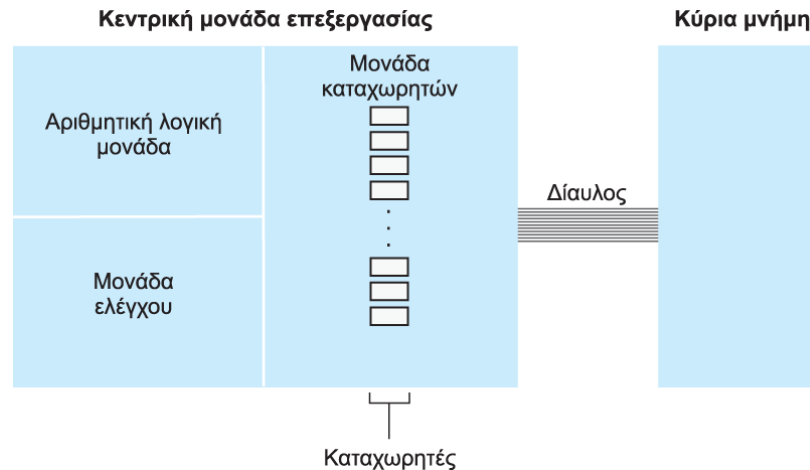 Κεντρική μονάδα επεξεργασίας
Κύρια μνήμη
Μονάδα
καταχωρητών
Αριθμητική λογική
μονάδα
Δίαυλος
Μονάδα
ελέγχου
Καταχωρητές